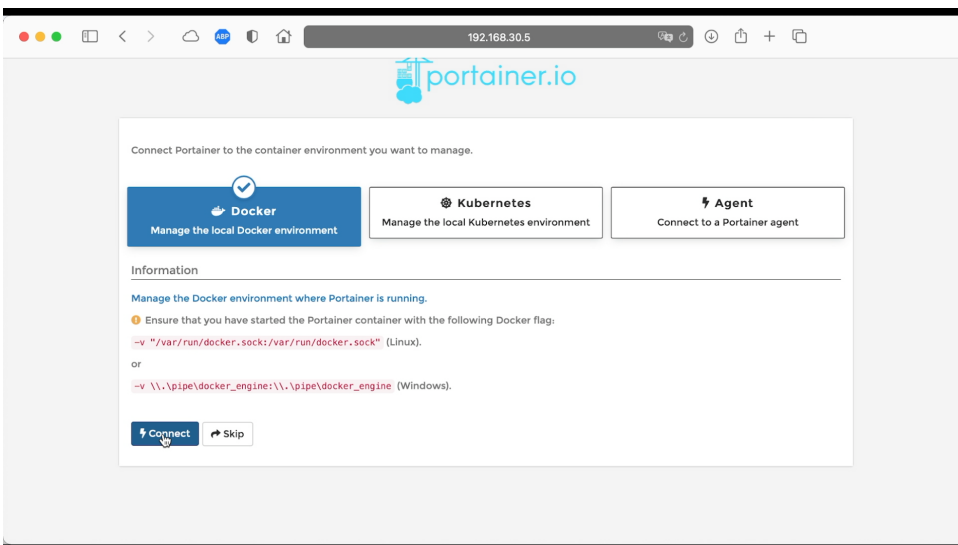 ABP
192.168.30.5
portainer.io
Connect Portainer to the container environment you want to manage.
Docker
Manage the local Docker environment
Kubernetes
Manage the local Kubernetes environment
Agent
Connect to a Portainer agent
Information
Manage the Docker environment where Portainer is running.
Ensure that you have started the Portainer container with the following Docker flag:
-v "/var/run/docker.sock:/var/run/docker.sock" (Linux).
or
-v \\.\pipe\docker_engine:\\.\pipe\docker_engine (Windows).
Connect
Skip